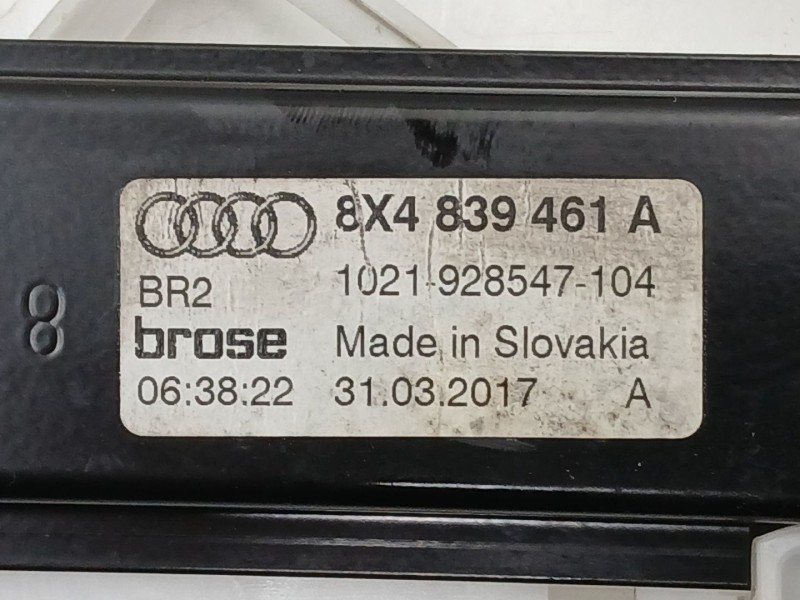 8X4 839 461 A
BR2 1021-928547-104
brose Made in Slovakia
06:38:22 31.03.2017 A
8